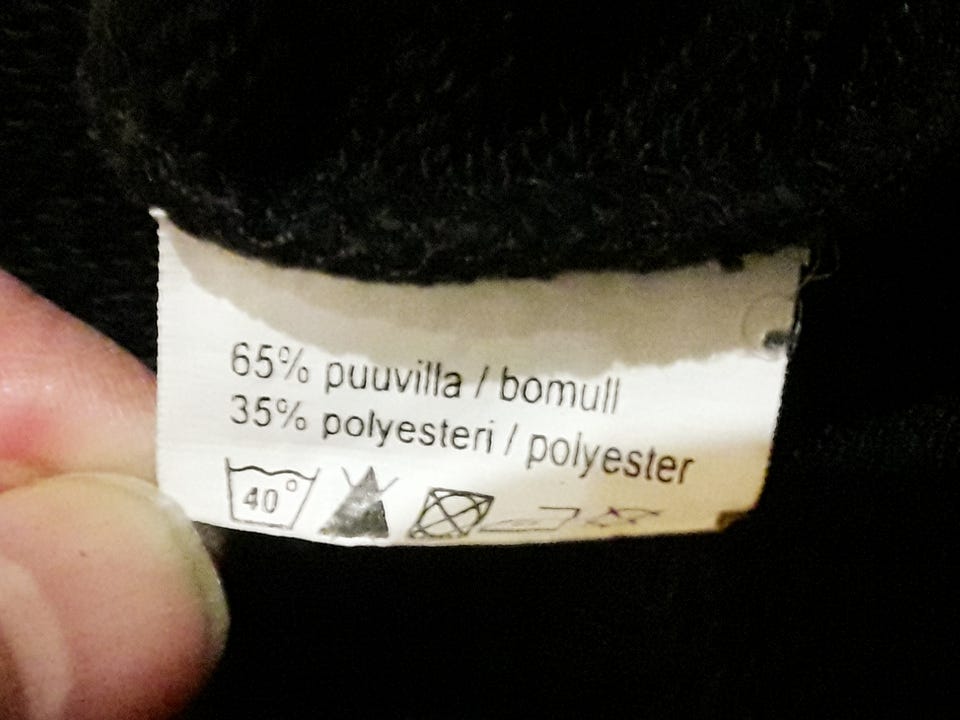 65% puuvilla / bomull
35% polyesteri / polyester
40°